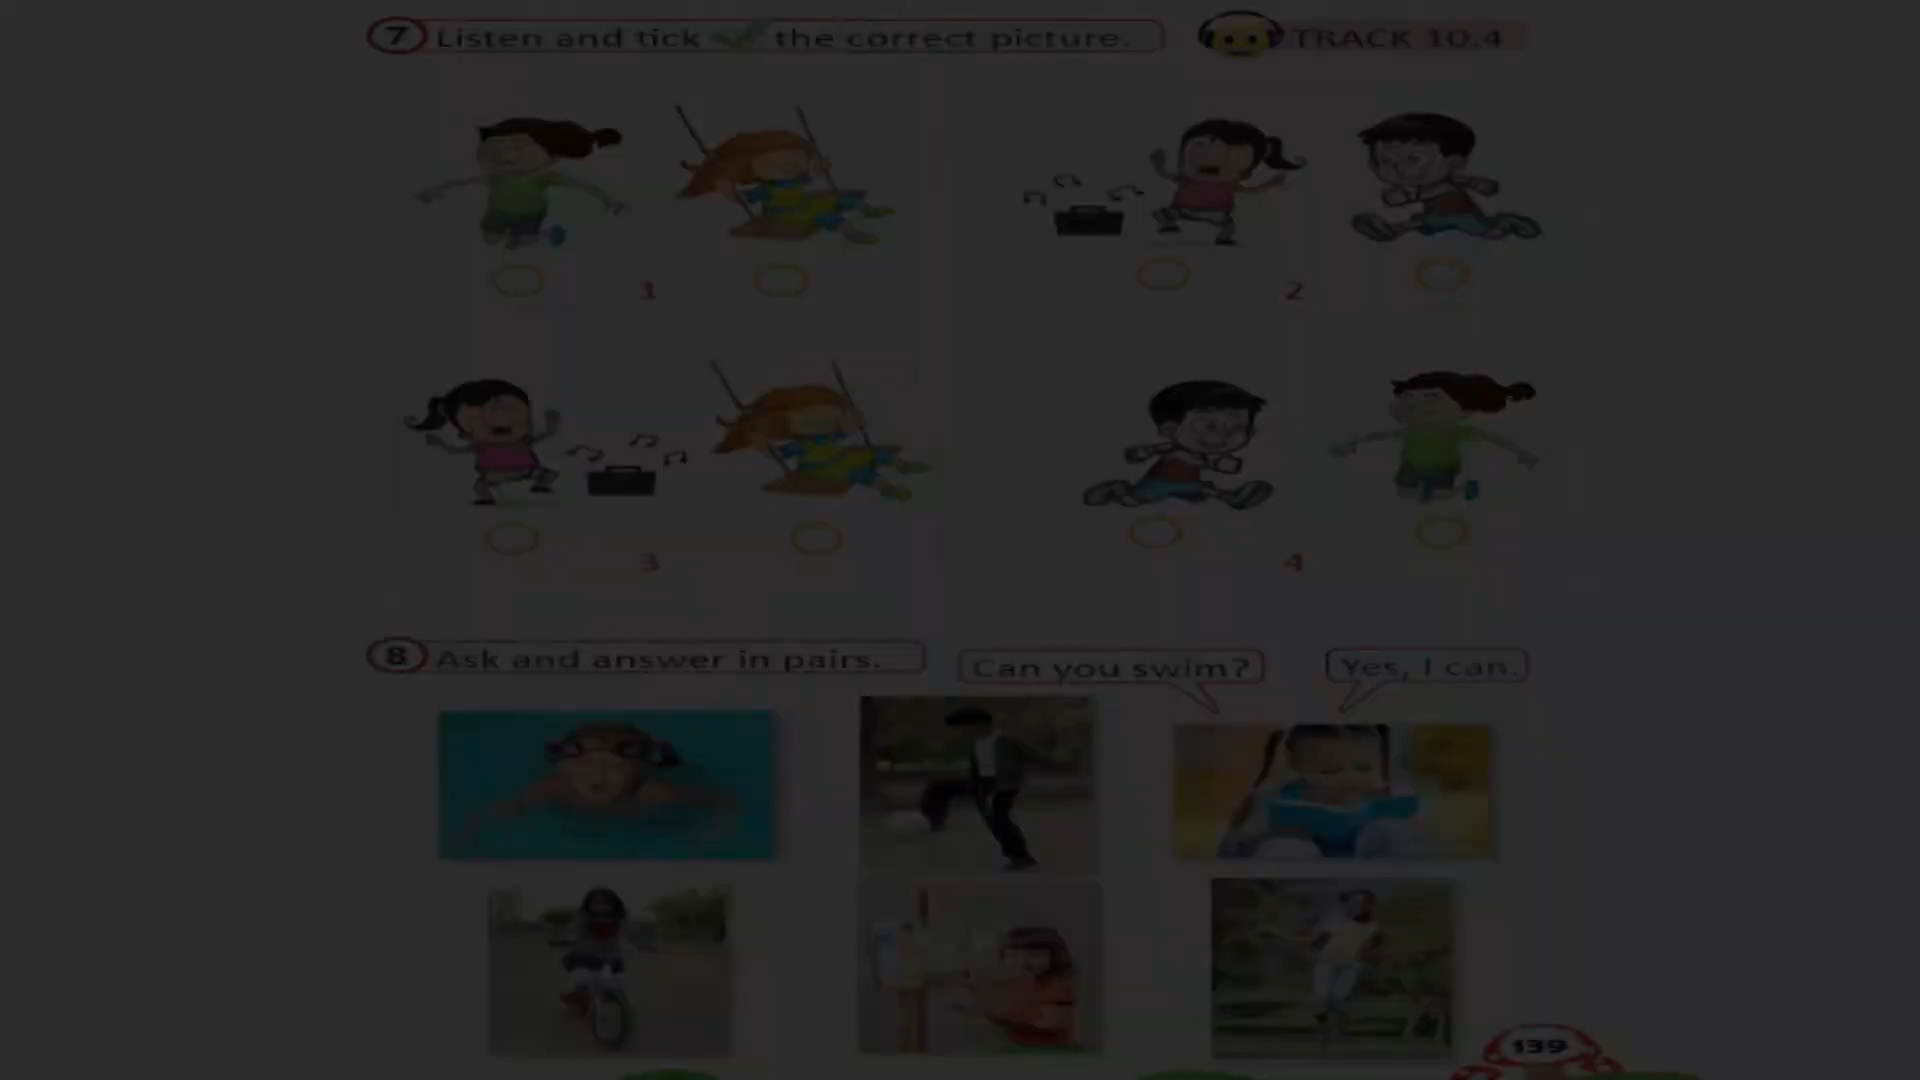 7 Listen and tick the correct picture. TRACK 10.4
1
2
3
4
8 Ask and answer in pairs.
Can you swim?
Yes, I can.
139